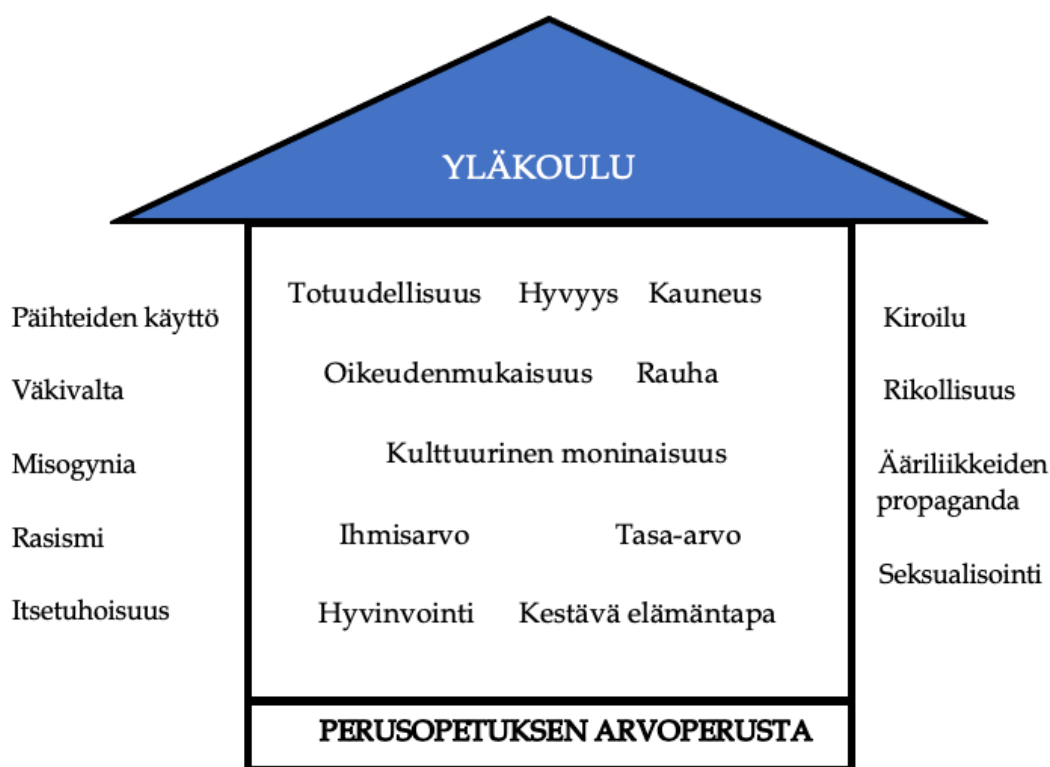 YLÄKOULU
Totuudellisuus Hyvyys Kauneus
Oikeudenmukaisuus Rauha
Kulttuurinen moninaisuus
Ihmisarvo Tasa-arvo
Hyvinvointi Kestävä elämäntapa
PERUSOPETUKSEN ARVOPERUSTA
Päihteiden käyttö
Väkivalta
Misogynia
Rasismi
Itsetuhoisuus
Kiroilu
Rikollisuus
Ääriliikkeiden
propaganda
Seksualisointi